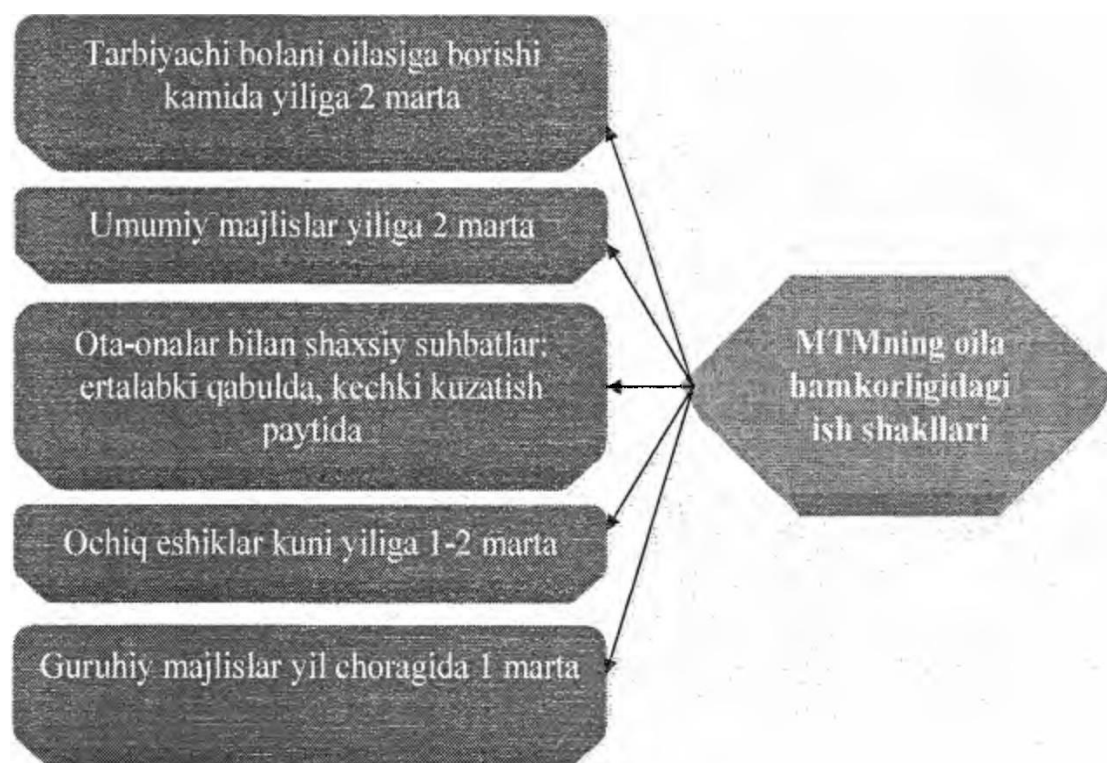 Tarbiyachi bolani oilasiga borishi
kamida yiliga 2 marta
Umumiy majlislar yiliga 2 marta
Ota-onalar bilan shaxsiy suhbatlar:
ertalabki qabulda, kechki kuzatish
paytida
Ochiq eshiklar kuni yiliga 1-2 marta
Guruhiy majlislar yil choragida 1 marta
MTMning oila
hamkorligidagi
ish shakllari